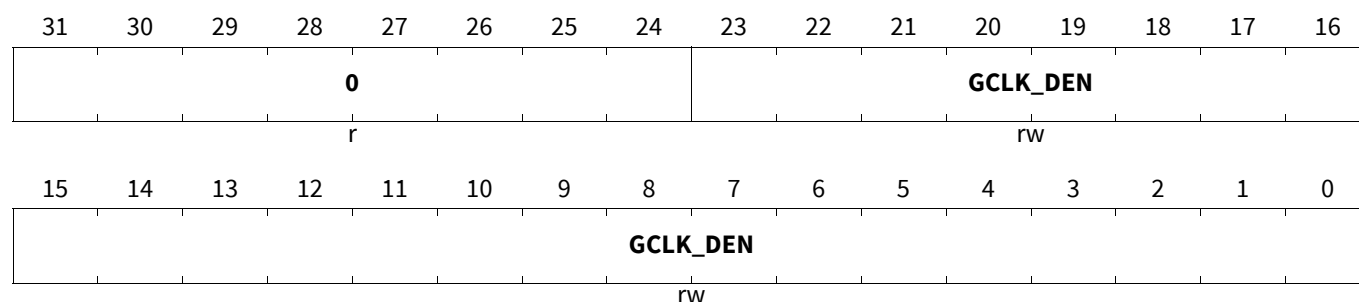 31 30 29 28 27 26 25 24 23 22 21 20 19 18 17 16
0 GCLK_DEN
r rw
15 14 13 12 11 10 9 8 7 6 5 4 3 2 1 0
GCLK_DEN
rw